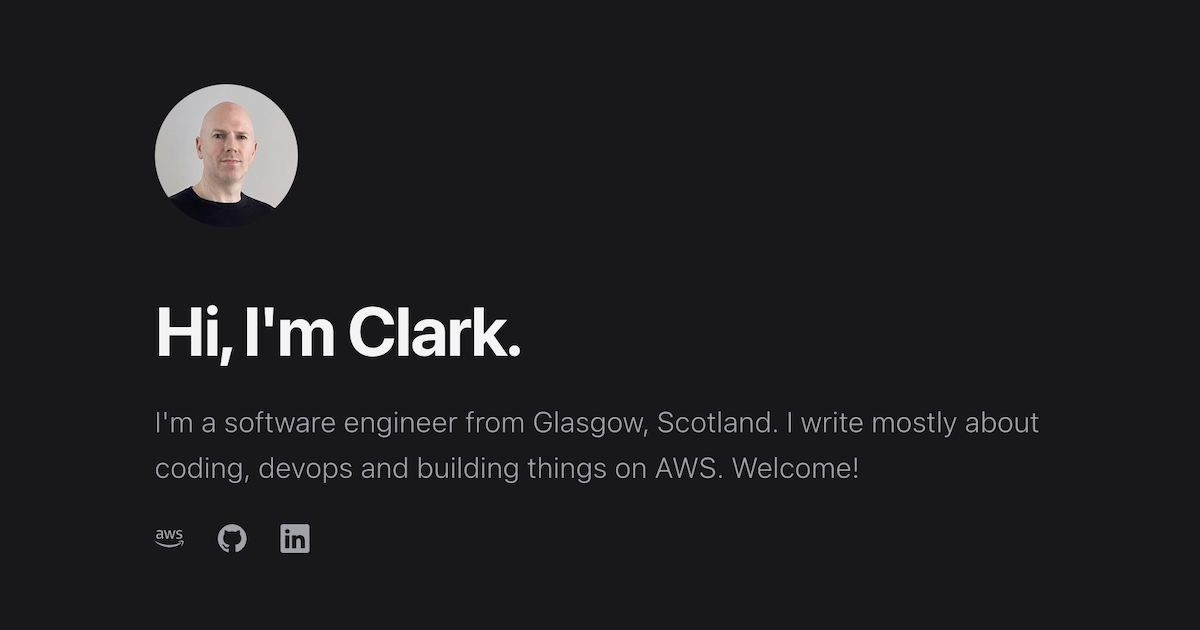 Hi, I'm Clark.
I'm a software engineer from Glasgow, Scotland. I write mostly about
coding, devops and building things on AWS. Welcome!
aws
in